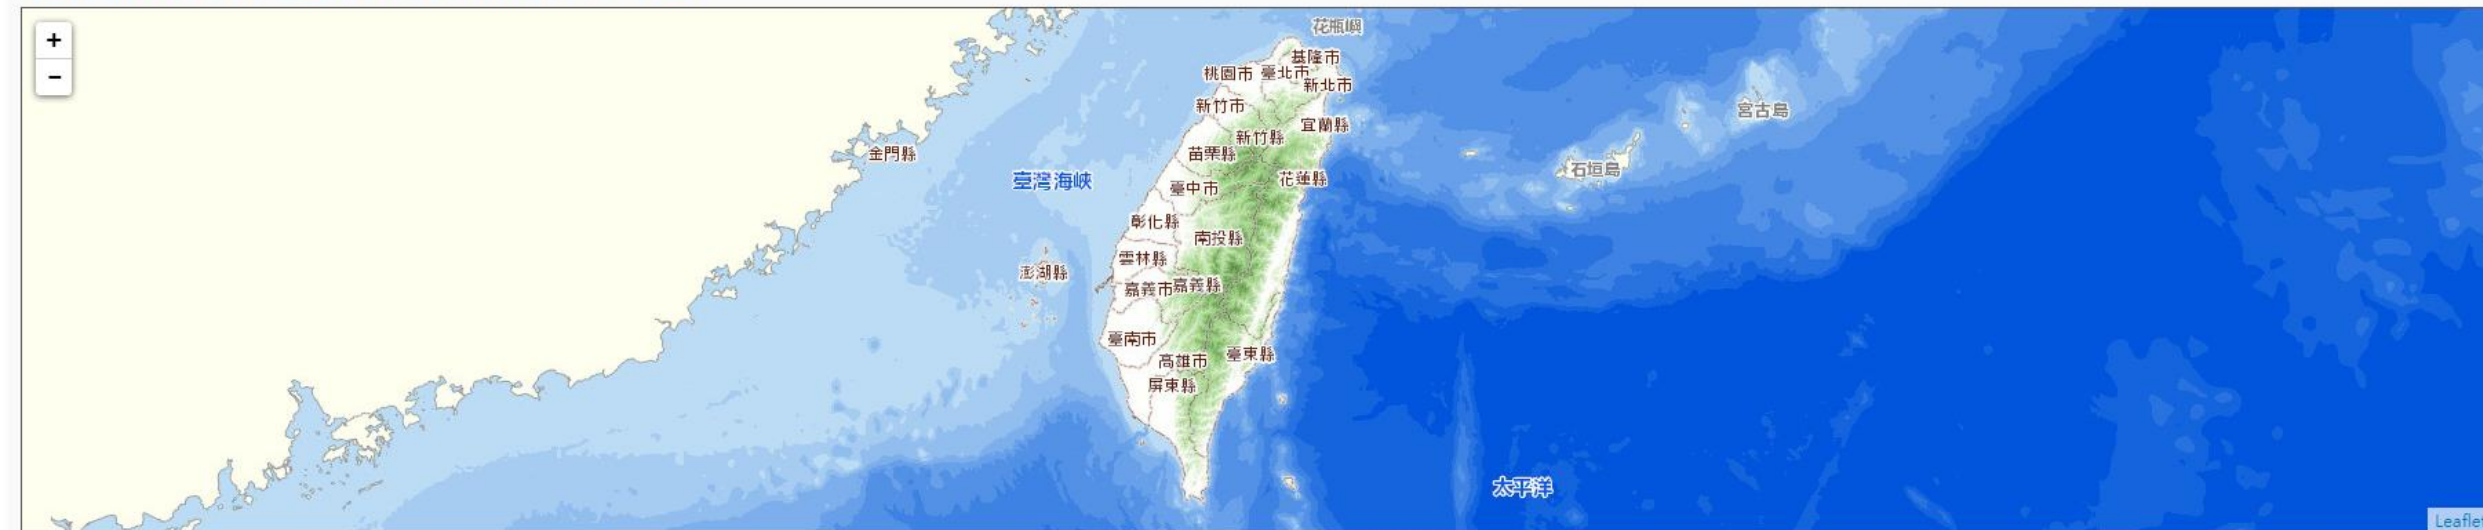 +
−
花瓶嶼
基隆市
桃園市
臺北市
新北市
新竹市
宮古島
宜蘭縣
新竹縣
金門縣
苗栗縣
石垣島
臺灣海峽
花蓮縣
臺中市
彰化縣
南投縣
雲林縣
澎湖縣
嘉義市
嘉義縣
臺南市
臺東縣
高雄市
屏東縣
太平洋